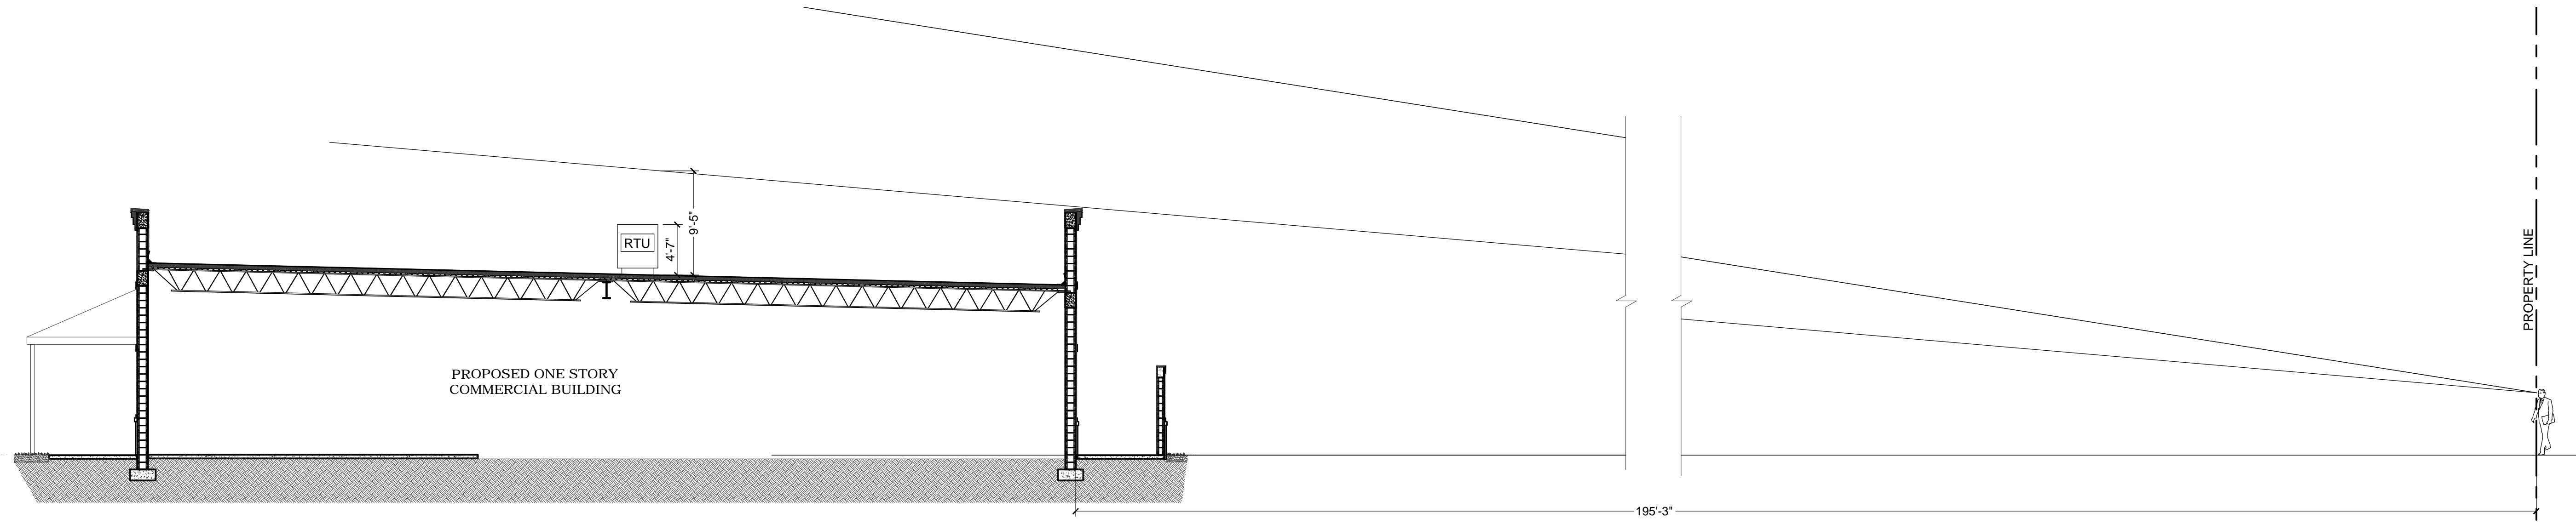 9'-5"
4'-7"
RTU
PROPERTY LINE
PROPOSED ONE STORY
COMMERCIAL BUILDING
195'-3"